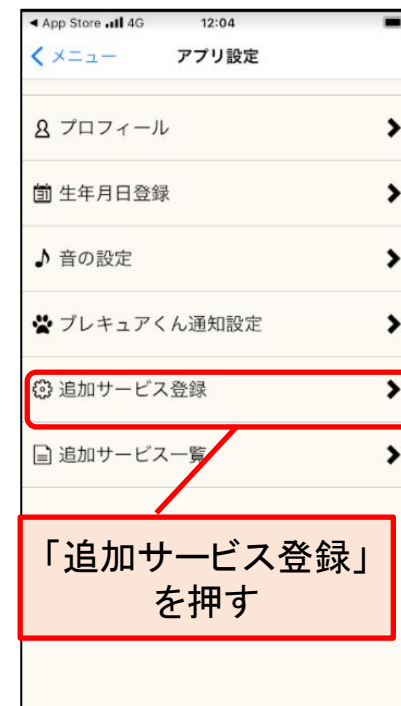 ◀ App Store 4G 12:04
メニュー アプリ設定
プロフィール
生年月日登録
音の設定
ブレキュアくん通知設定
追加サービス登録
追加サービス一覧
「追加サービス登録」
を押す